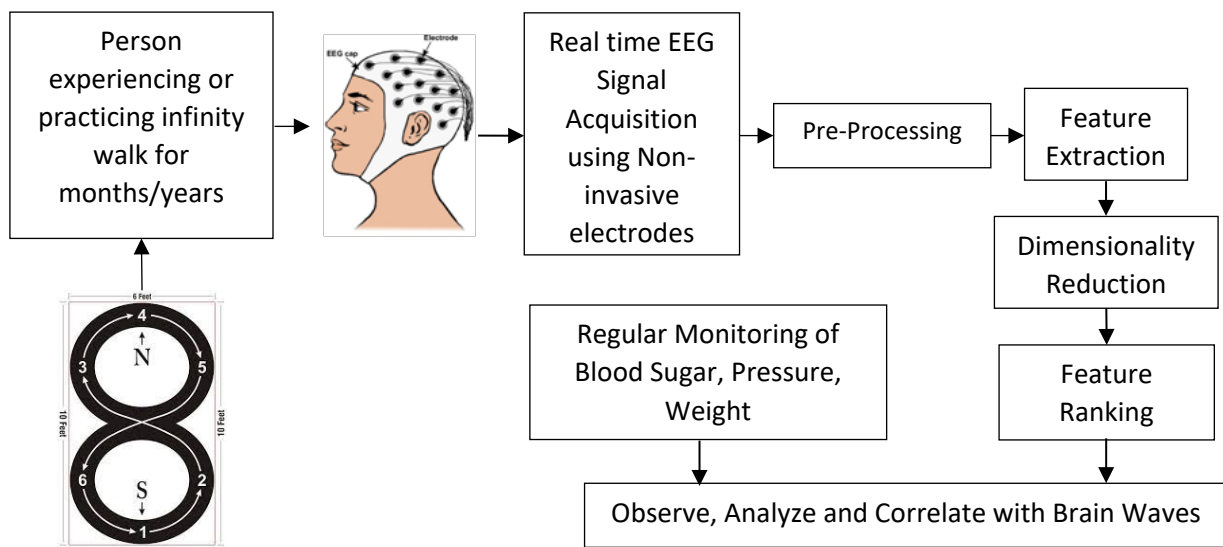 Person
experiencing or
practicing infinity
walk for
months/years
Electrode
EEG cap
Real time EEG
Signal
Acquisition
using Non-
invasive
electrodes
Pre-Processing
Feature
Extraction
Dimensionality
Reduction
Feature
Ranking
Regular Monitoring of
Blood Sugar, Pressure,
Weight
Observe, Analyze and Correlate with Brain Waves
6 Feet
4
N
3
5
10 Feet
10 Feet
6
2
S
1